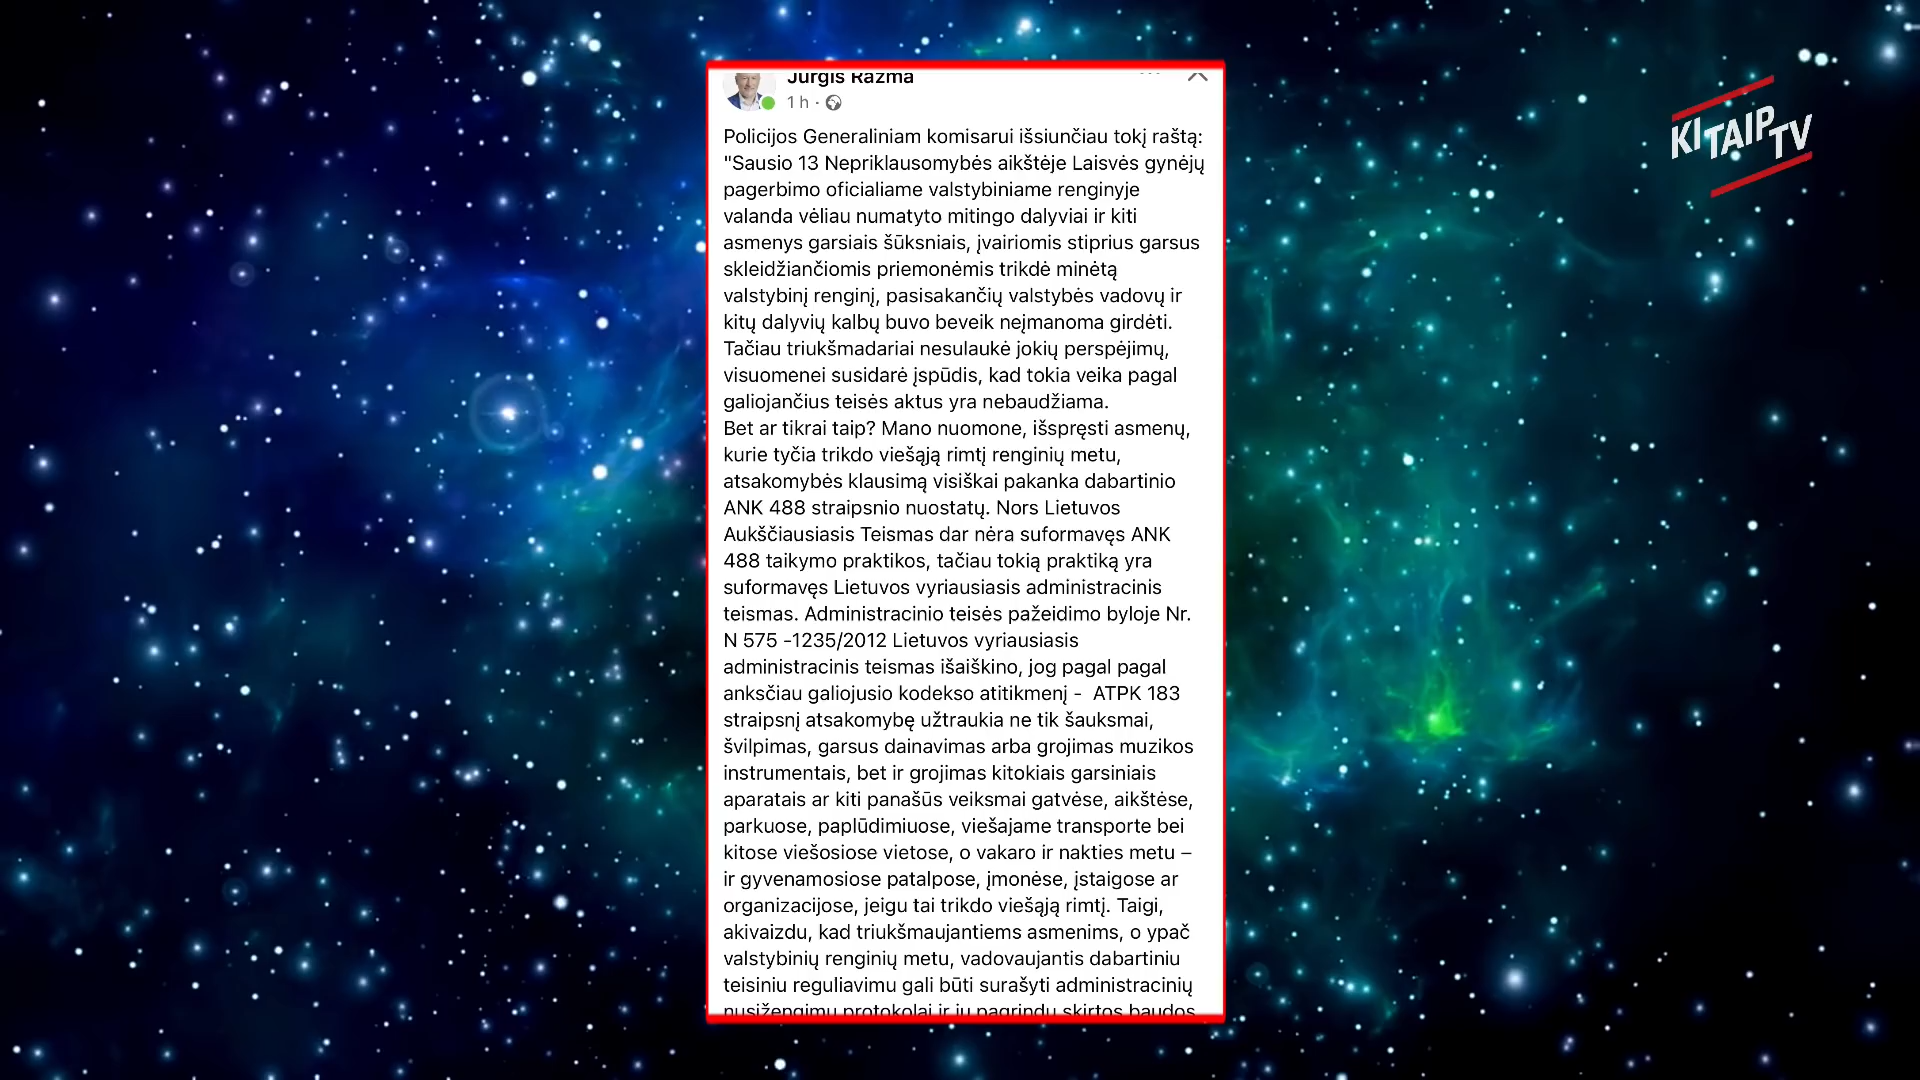 Jurgis Razma
1 h
Policijos Generaliniam komisarui išsiunčiau tokį raštą:
"Sausio 13 Nepriklausomybės aikštėje Laisvės gynėjų
pagerbimo oficialiame valstybiniame renginyje
valanda vėliau numatyto mitingo dalyviai ir kiti
asmenys garsiais šūksniais, įvairiomis stiprius garsus
skleidžiančiomis priemonėmis trikdė minėtą
valstybinį renginį, pasisakančių valstybės vadovų ir
kitų dalyvių kalbų buvo beveik neįmanoma girdėti.
Tačiau triukšmadariai nesulaukė jokių perspėjimų,
visuomenei susidarė įspūdis, kad tokia veika pagal
galiojančius teisės aktus yra nebaudžiama.
Bet ar tikrai taip? Mano nuomone, išspręsti asmenų,
kurie tyčia trikdo viešąją rimtį renginių metu,
atsakomybės klausimą visiškai pakanka dabartinio
ANK 488 straipsnio nuostatų. Nors Lietuvos
Aukščiausiasis Teismas dar nėra suformavęs ANK
488 taikymo praktikos, tačiau tokią praktiką yra
suformavęs Lietuvos vyriausiasis administracinis
teismas. Administracinio teisės pažeidimo byloje Nr.
N 575 -1235/2012 Lietuvos vyriausiasis
administracinis teismas išaiškino, jog pagal pagal
anksčiau galiojusio kodekso atitikmenį -  ATPK 183
straipsnį atsakomybę užtraukia ne tik šauksmai,
švilpimas, garsus dainavimas arba grojimas muzikos
instrumentais, bet ir grojimas kitokiais garsiniais
aparatais ar kiti panašūs veiksmai gatvėse, aikštėse,
parkuose, paplūdimiuose, viešajame transporte bei
kitose viešosiose vietose, o vakaro ir nakties metu –
ir gyvenamosiose patalpose, įmonėse, įstaigose ar
organizacijose, jeigu tai trikdo viešąją rimtį. Taigi,
akivaizdu, kad triukšmaujantiems asmenims, o ypač
valstybinių renginių metu, vadovaujantis dabartiniu
teisiniu reguliavimu gali būti surašyti administracinių
nusižengimų protokolai ir jų pagrindu skirtos baudos
KITAIP TV